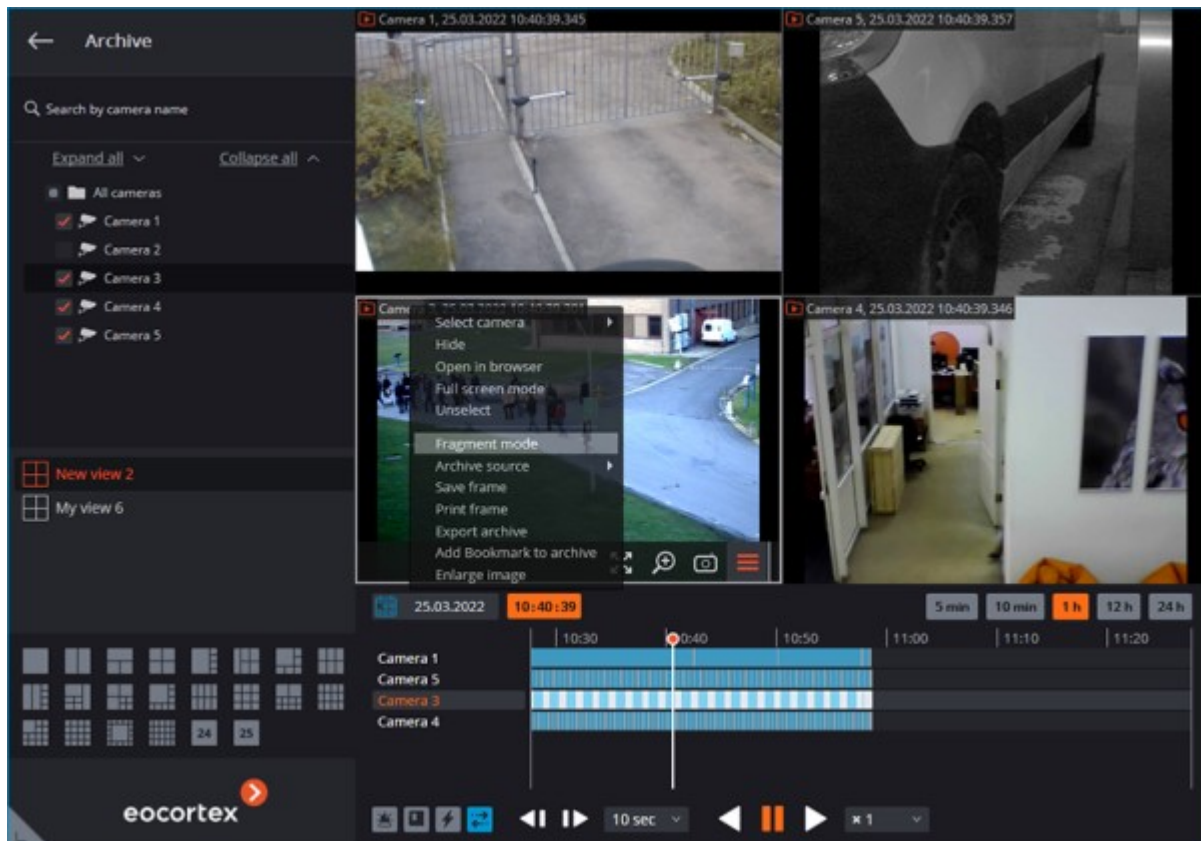 Archive
Search by camera name
Expand all
Collapse all
All cameras
Camera 1
Camera 2
Camera 3
Camera 4
Camera 5
New view 2
My view 6
24
25
eocortex
Camera 1, 25.03.2022 10:40:39.345
Camera 5, 25.03.2022 10:40:39.357
Camera 4, 25.03.2022 10:40:39.346
Select camera
Hide
Open in browser
Full screen mode
Unselect
Fragment mode
Archive source
Save frame
Print frame
Export archive
Add Bookmark to archive
Enlarge image
25.03.2022
10:40:39
5 min
10 min
1 h
12 h
24 h
10:30
10:50
11:00
11:10
11:20
Camera 1
Camera 5
Camera 3
Camera 4
10 sec
× 1